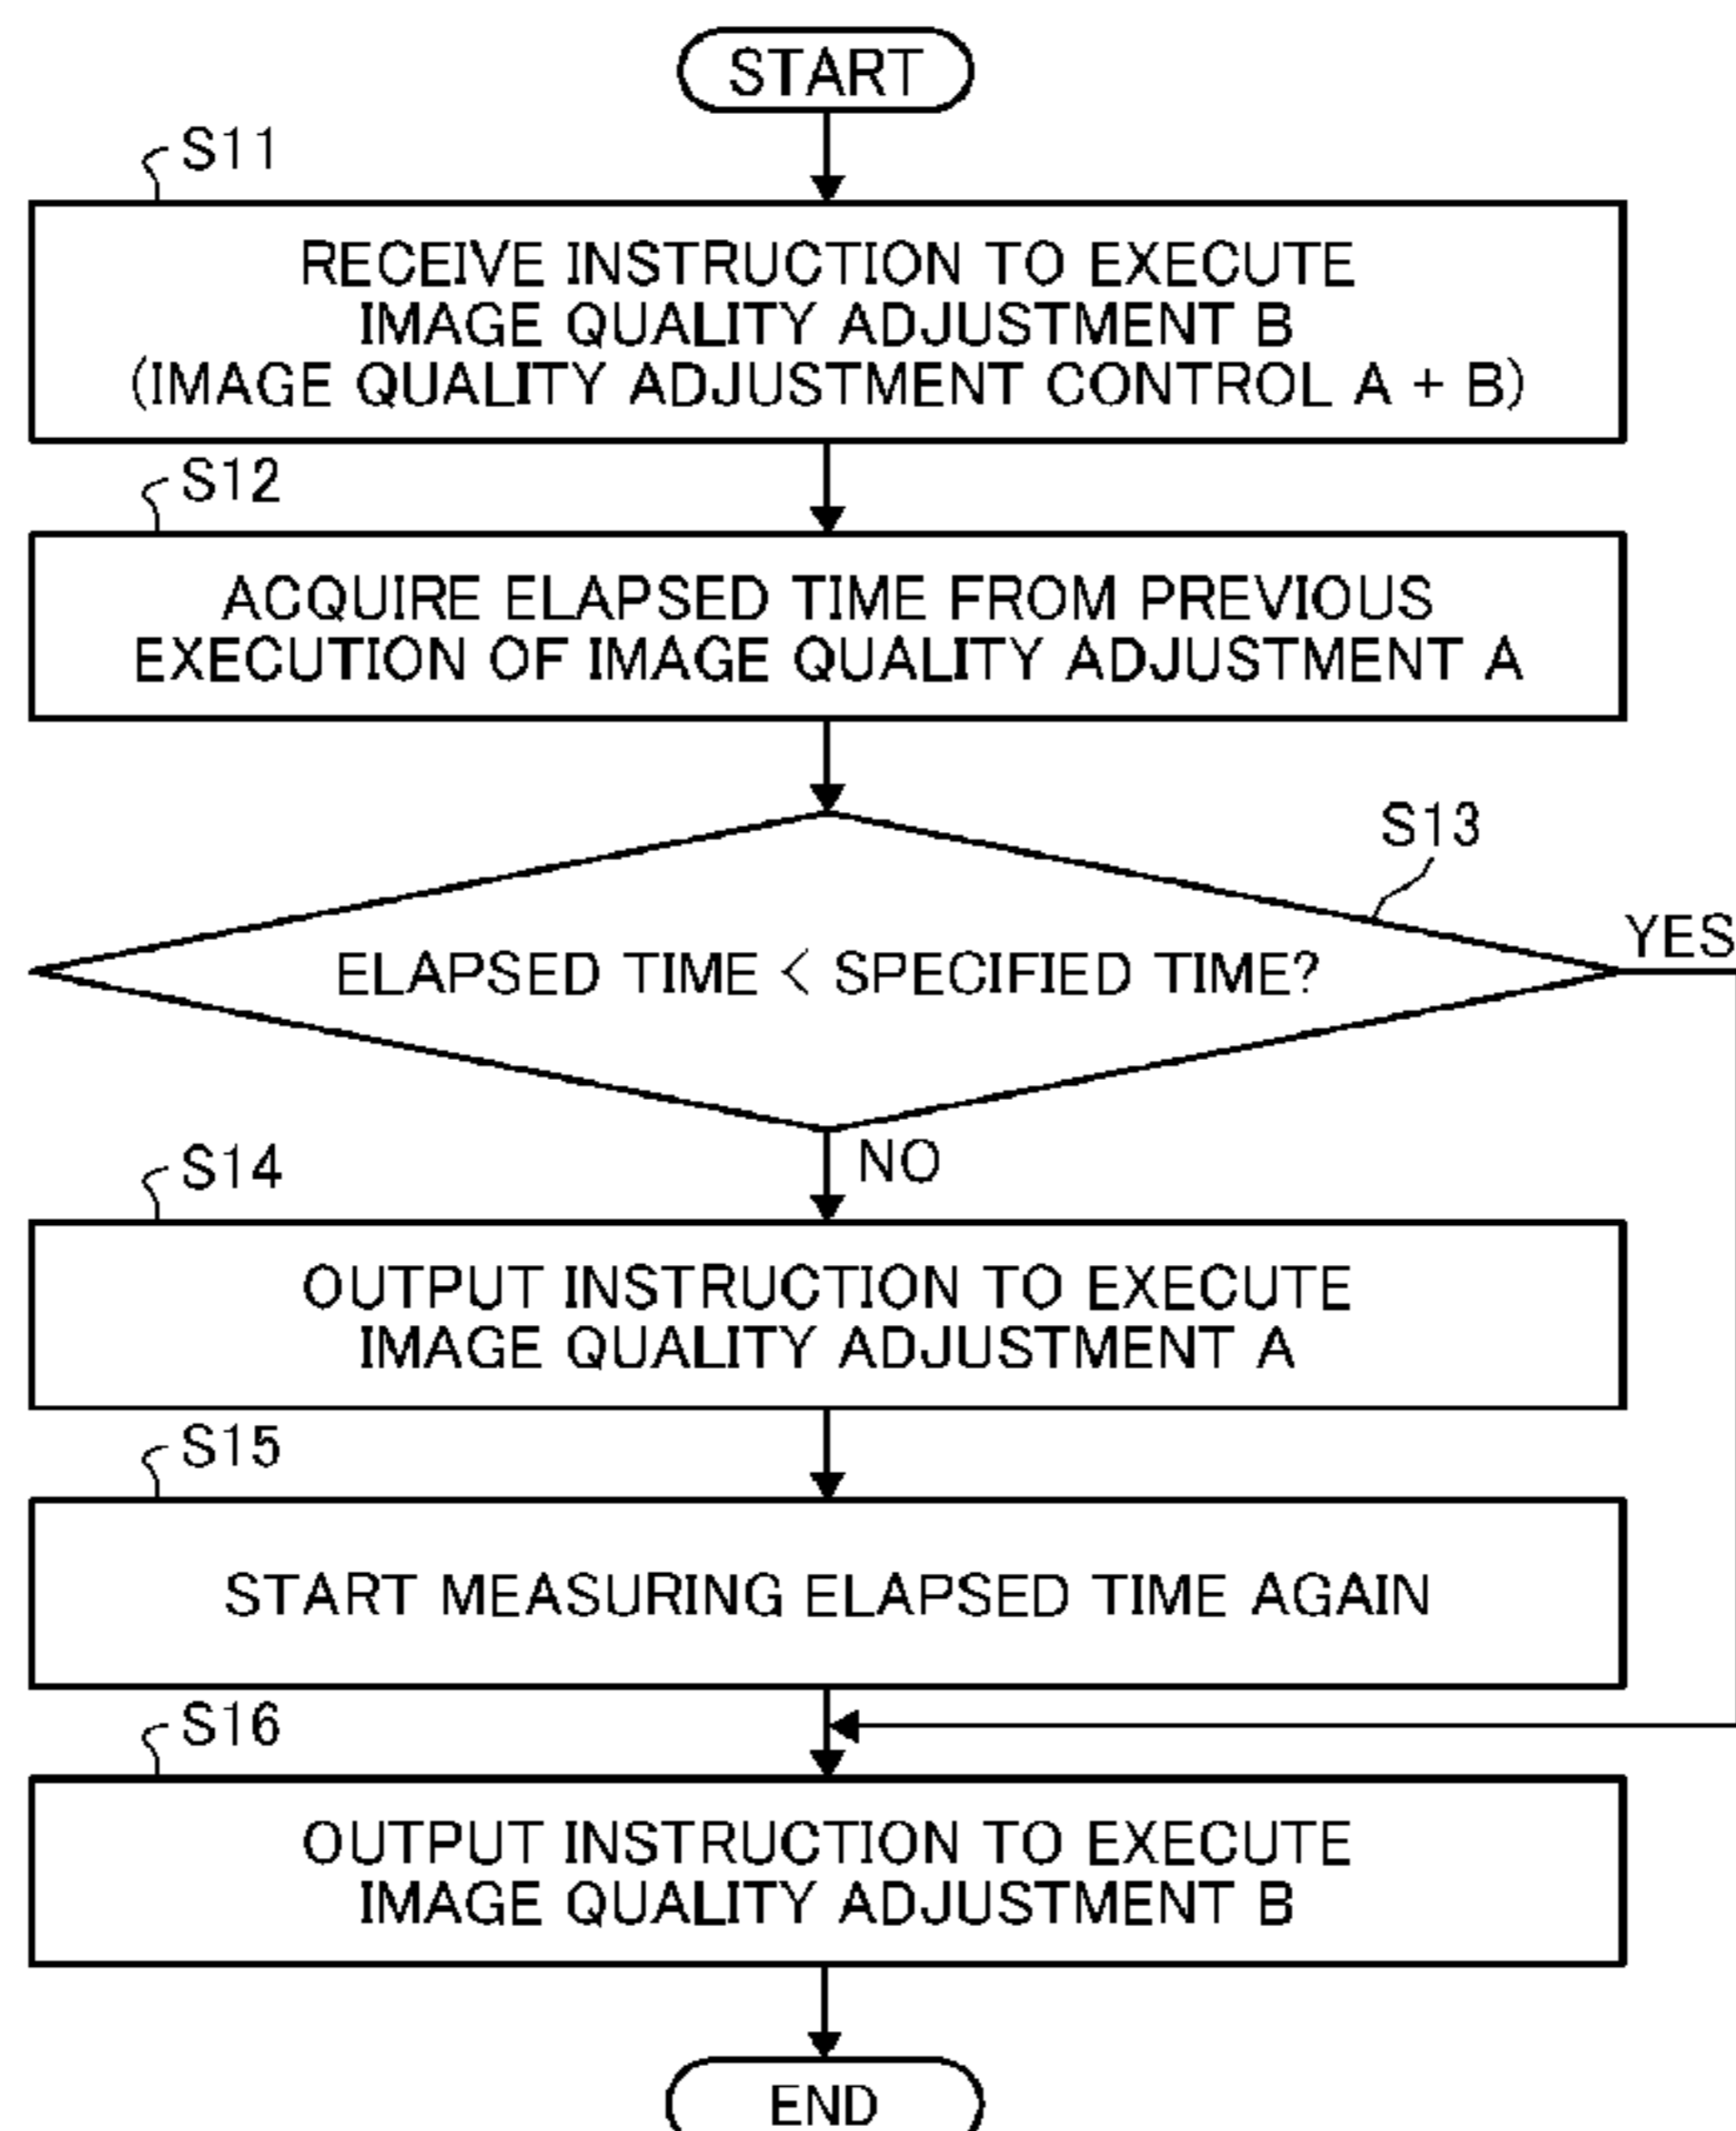 START
S11
RECEIVE INSTRUCTION TO EXECUTE
IMAGE QUALITY ADJUSTMENT B
(IMAGE QUALITY ADJUSTMENT CONTROL A + B)
S12
ACQUIRE ELAPSED TIME FROM PREVIOUS
EXECUTION OF IMAGE QUALITY ADJUSTMENT A
S13
ELAPSED TIME < SPECIFIED TIME?
YES
NO
S14
OUTPUT INSTRUCTION TO EXECUTE
IMAGE QUALITY ADJUSTMENT A
S15
START MEASURING ELAPSED TIME AGAIN
S16
OUTPUT INSTRUCTION TO EXECUTE
IMAGE QUALITY ADJUSTMENT B
END